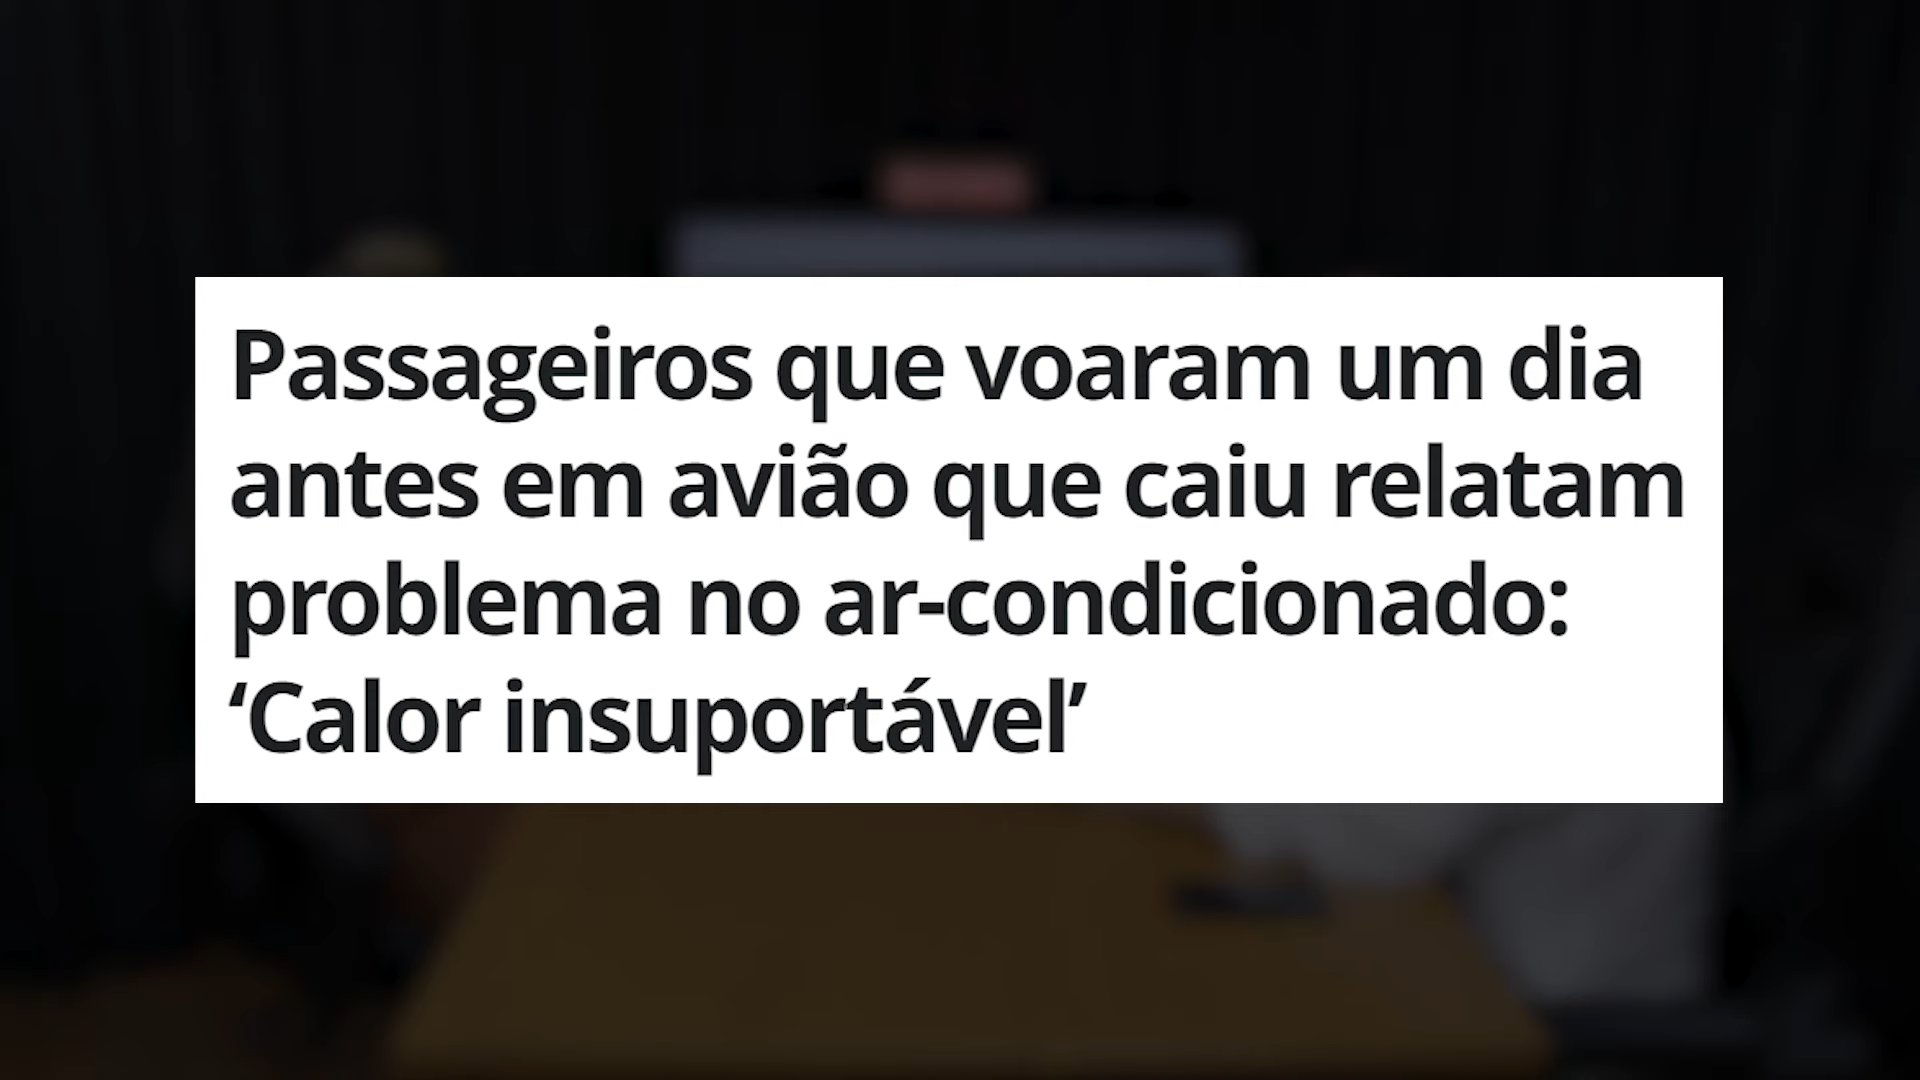 Passageiros que voaram um dia
antes em avião que caiu relatam
problema no ar-condicionado:
‘Calor insuportável’